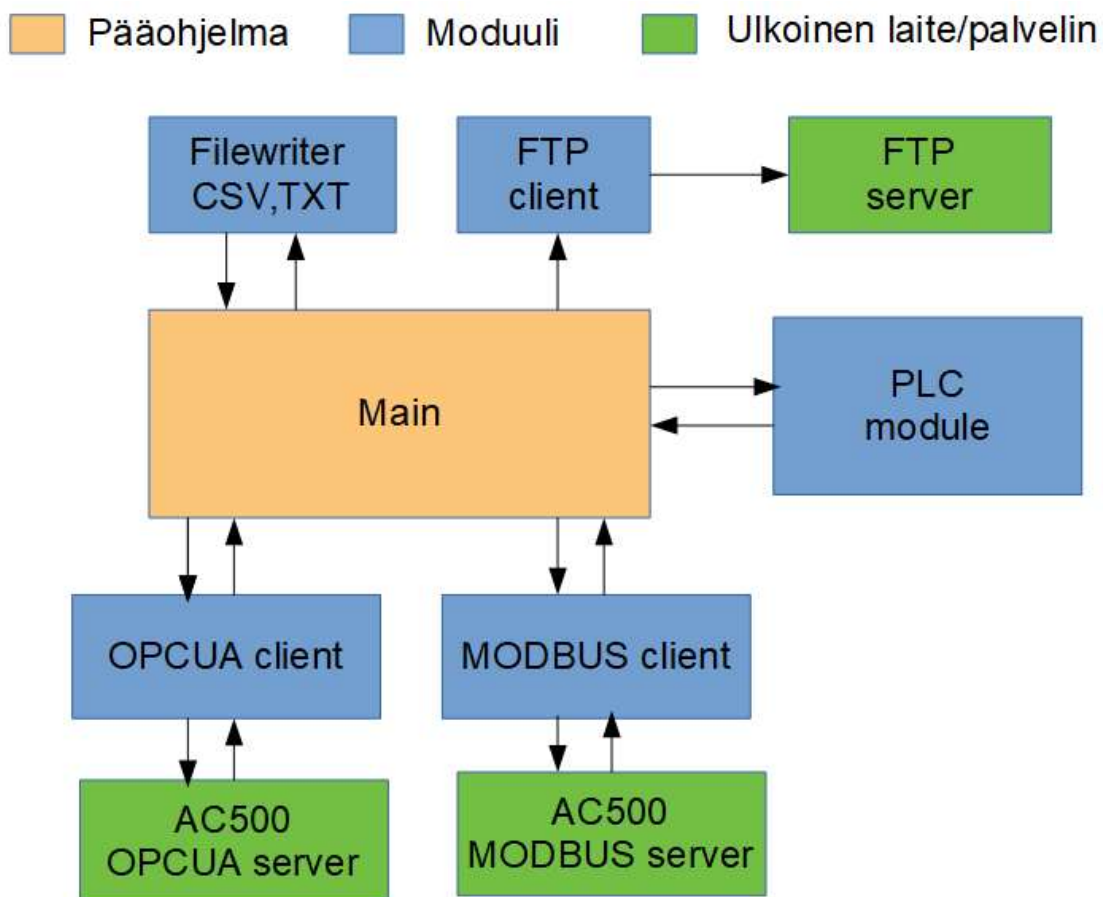 Pääohjelma
Moduuli
Ulkoinen laite/palvelin
Filewriter
CSV,TXT
FTP
client
FTP
server
Main
PLC
module
OPCUA client
MODBUS client
AC500
OPCUA server
AC500
MODBUS server